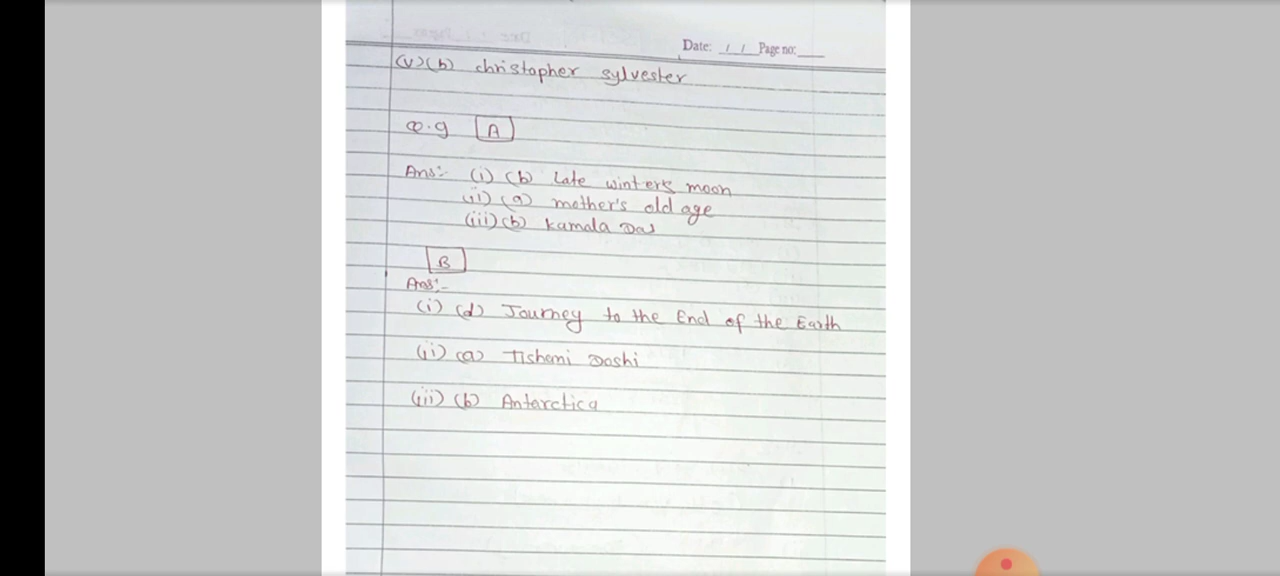 Date: / / Page no:
(v)(b) christopher sylvester
Q.9 [A]
Ans:- (i) (b) Late winter's moon
(ii) (a) mother's old age
(iii)(b) Kamala Das
[B]
Ans:-
(i) (d) Journey to the End of the Earth
(ii) (a) Tishani Doshi
(iii) (b) Antarctica